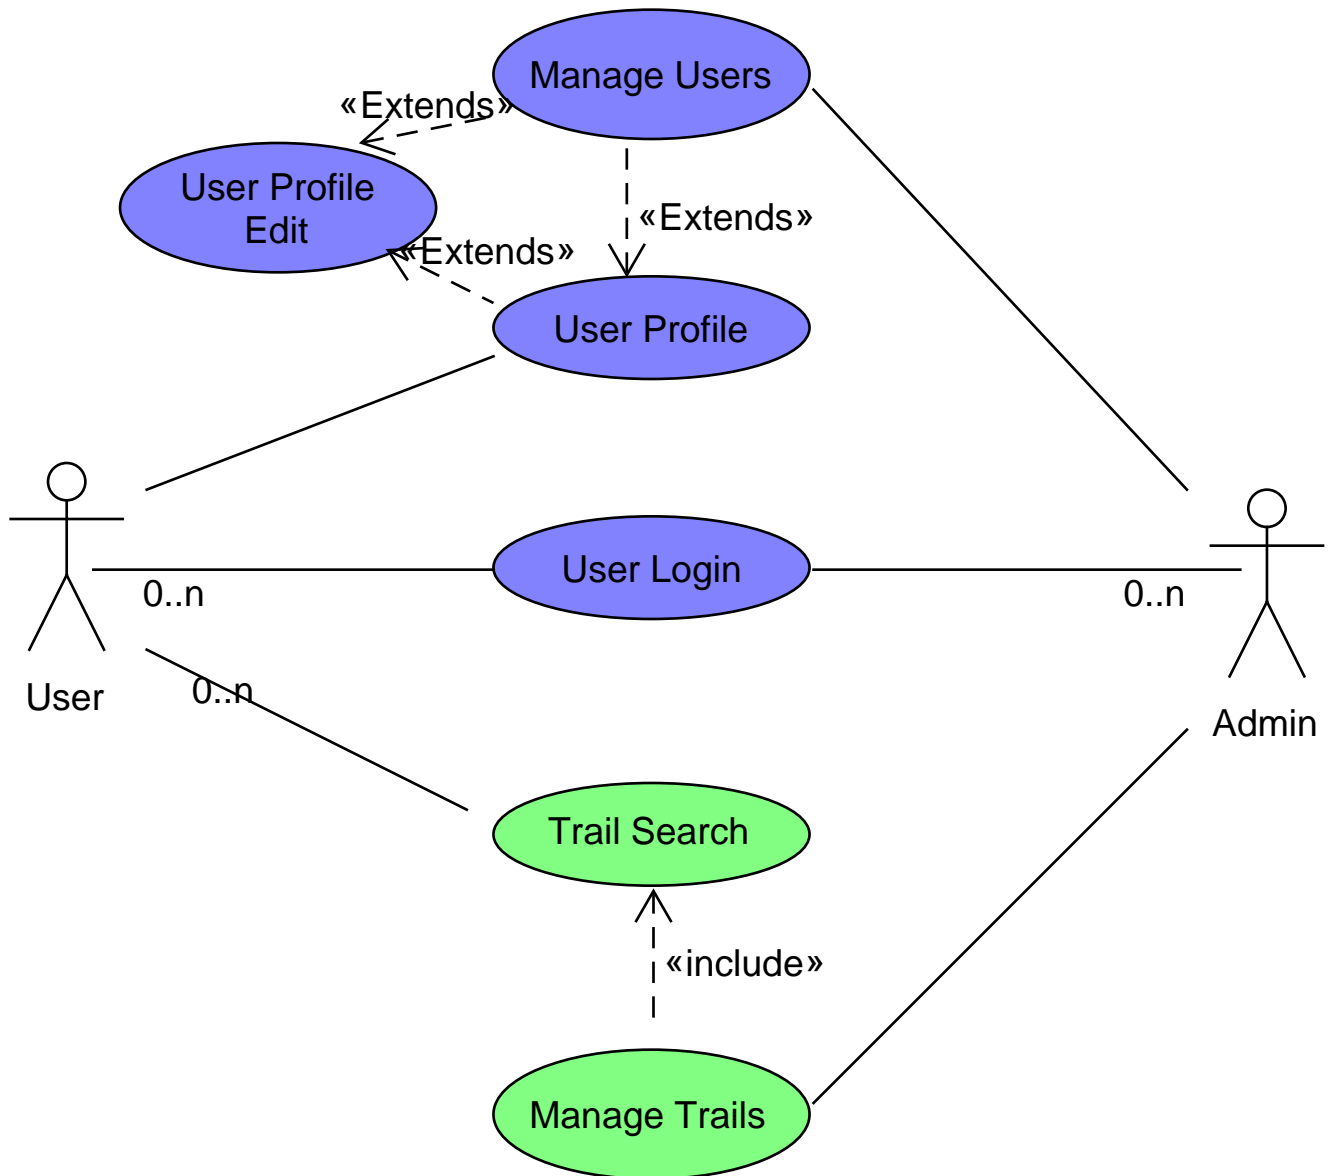 Manage Users
«Extends»
User Profile
Edit
«Extends»
«Extends»
User Profile
User Login
0..n
0..n
User
0..n
Admin
Trail Search
«include»
Manage Trails